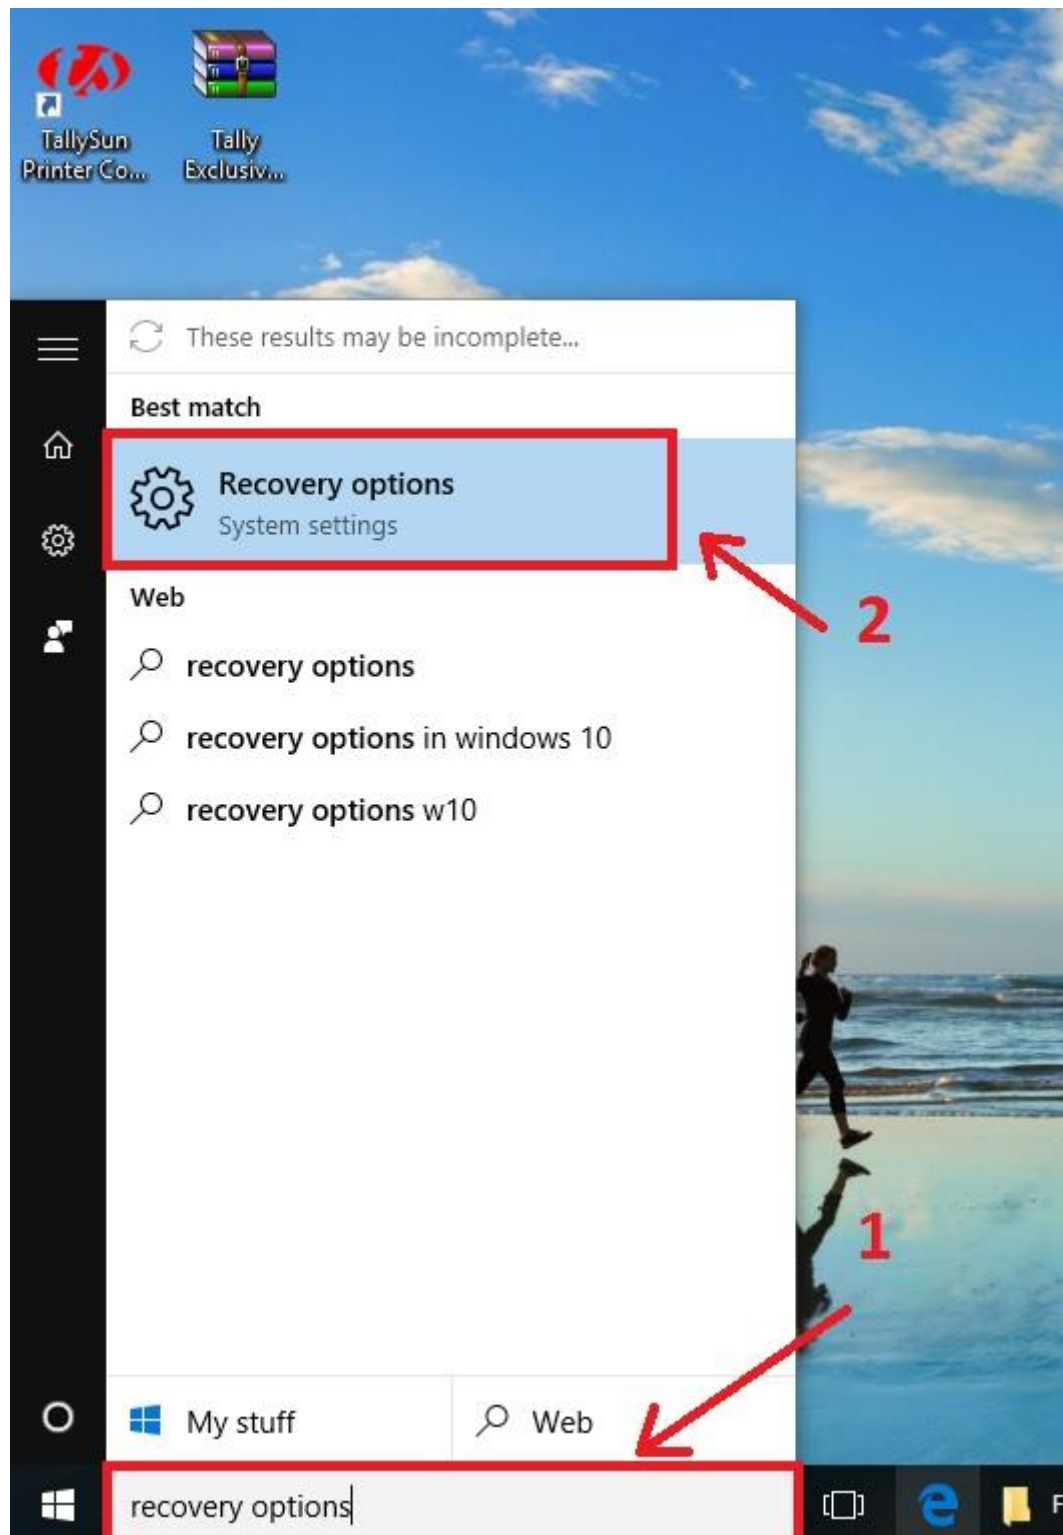 TallySun
Printer Co...
Tally
Exclusiv...
These results may be incomplete...
Best match
Recovery options
System settings
2
Web
recovery options
recovery options in windows 10
recovery options w10
1
My stuff
Web
recovery options
F